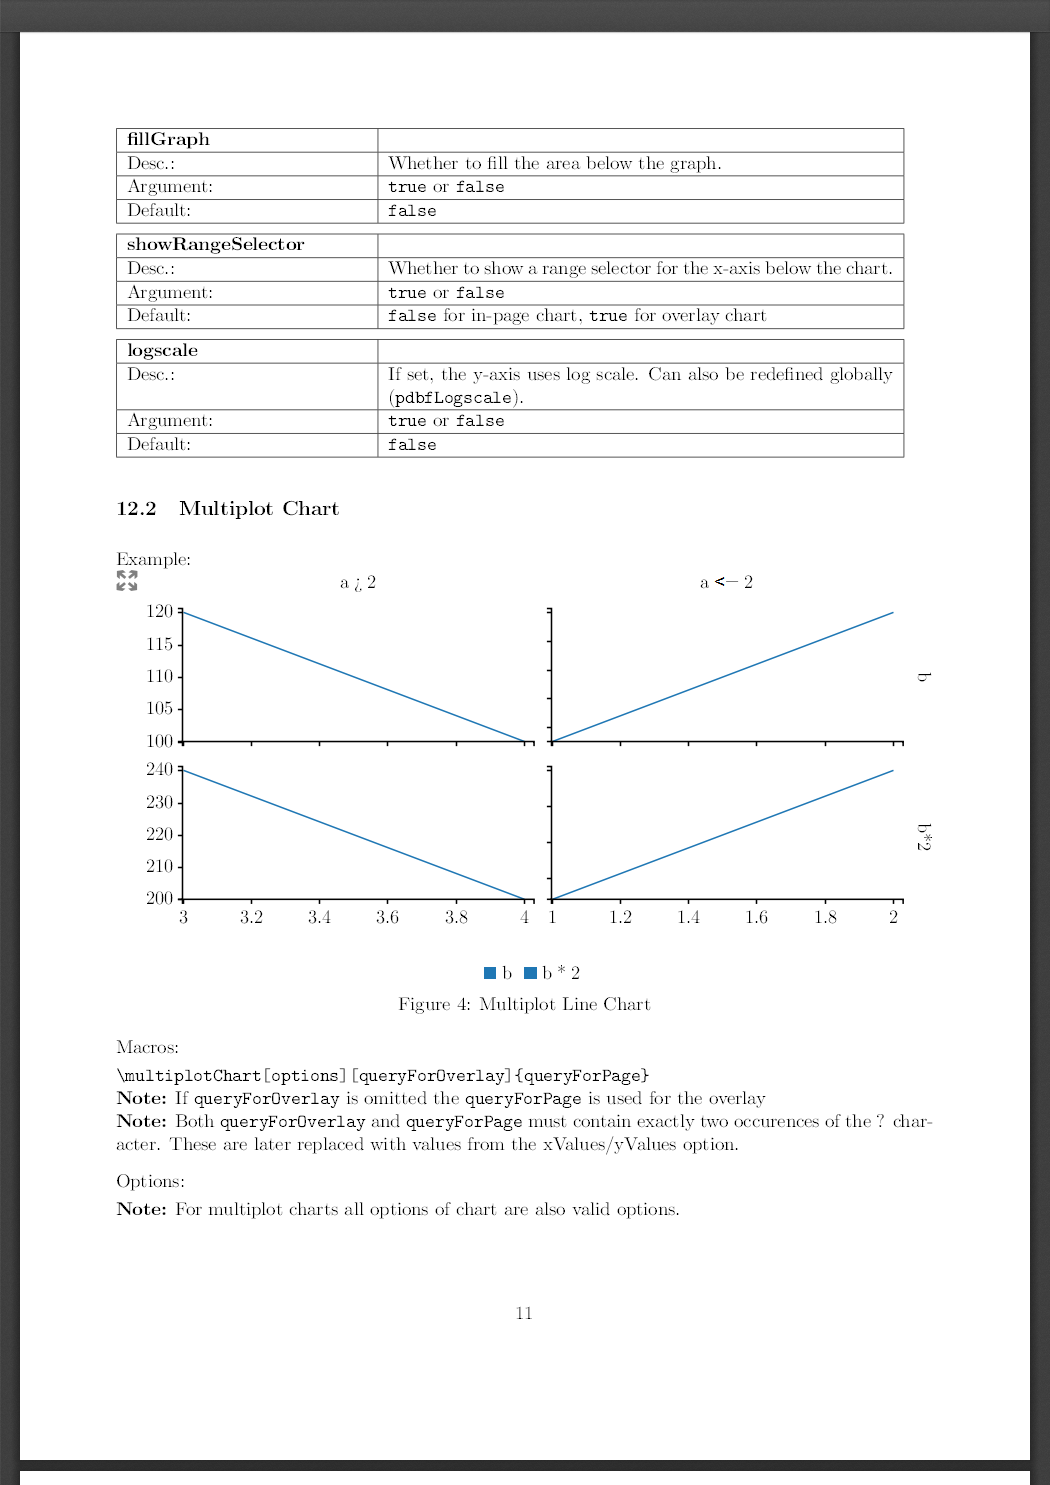 fillGraph
Desc.: Whether to fill the area below the graph.
Argument: true or false
Default: false
showRangeSelector
Desc.: Whether to show a range selector for the x-axis below the chart.
Argument: true or false
Default: false for in-page chart, true for overlay chart
logscale
Desc.: If set, the y-axis uses log scale. Can also be redefined globally
(pdbfLogscale).
Argument: true or false
Default: false
12.2 Multiplot Chart
Example:
a ¿ 2 a <− 2
120
115
110
105
100
b
240
230
220
210
200
b*2
3 3.2 3.4 3.6 3.8 4 1 1.2 1.4 1.6 1.8 2
b b * 2
Figure 4: Multiplot Line Chart
Macros:
\multiplotChart[options][queryForOverlay]{queryForPage}
Note: If queryForOverlay is omitted the queryForPage is used for the overlay
Note: Both queryForOverlay and queryForPage must contain exactly two occurences of the ? char-
acter. These are later replaced with values from the xValues/yValues option.
Options:
Note: For multiplot charts all options of chart are also valid options.
11